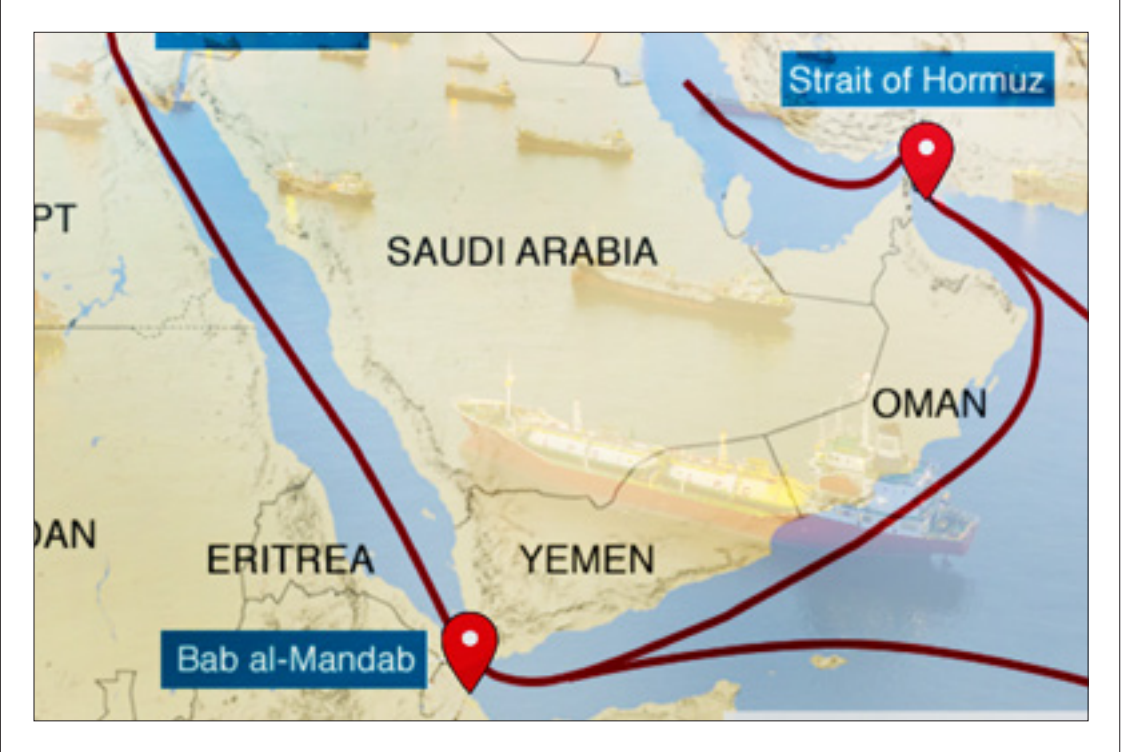 Strait of Hormuz
PT
SAUDI ARABIA
OMAN
DAN
ERITREA
YEMEN
Bab al-Mandab